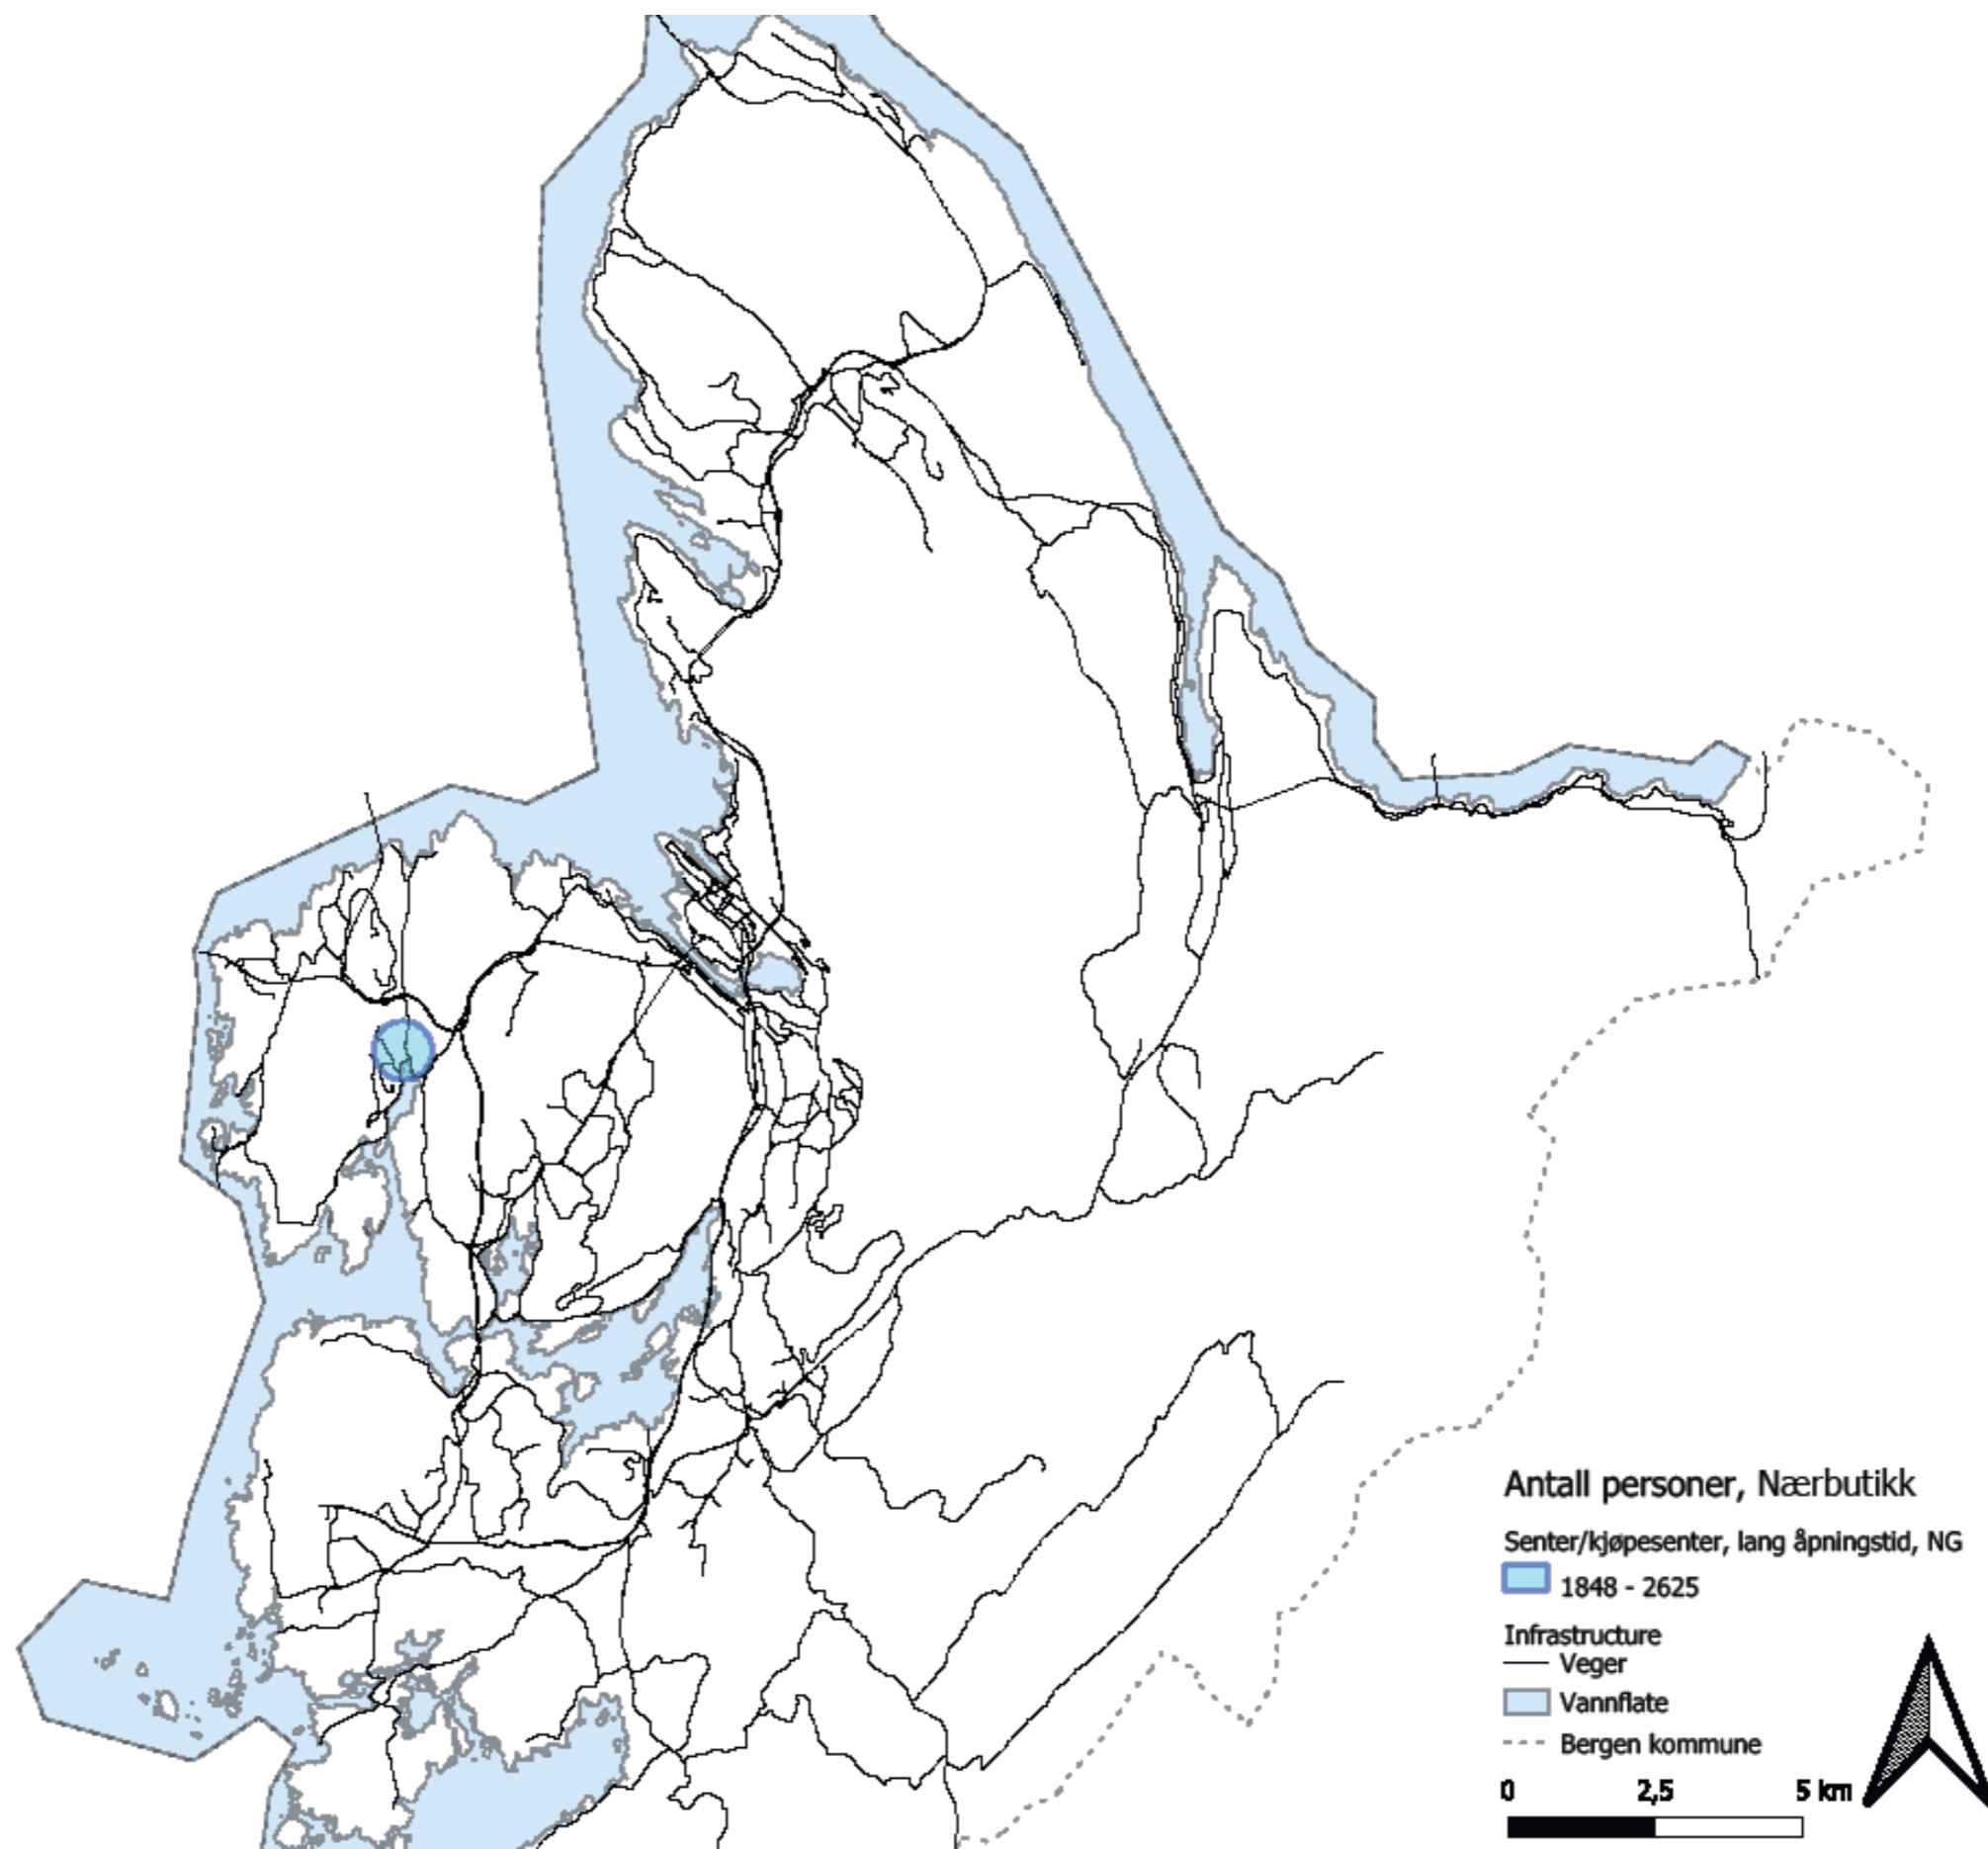 Antall personer, Nærbutikk
Senter/kjøpesenter, lang åpningstid, NG
1848 - 2625
Infrastructure
Veger
Vannflate
Bergen kommune
0 2,5 5 km